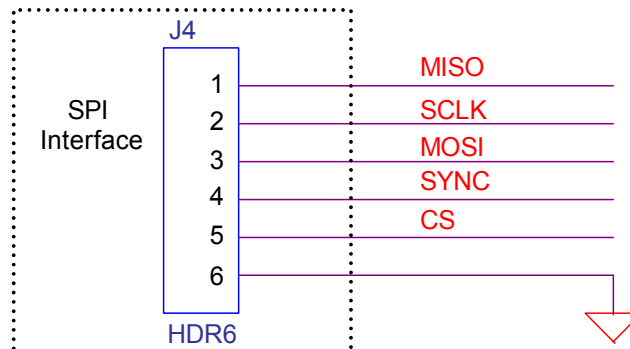 J4
SPI
Interface
1 MISO
2 SCLK
3 MOSI
4 SYNC
5 CS
6
HDR6